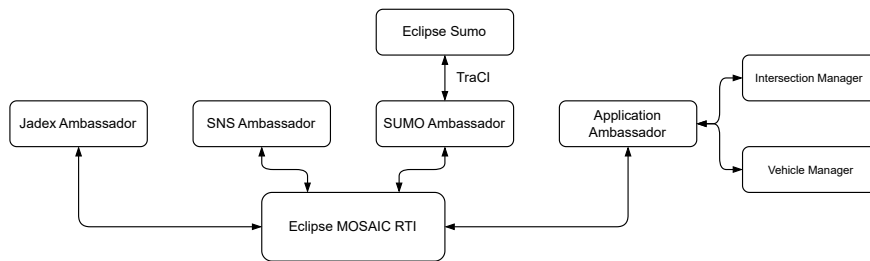 Eclipse Sumo
TraCI
Intersection Manager
Jadex Ambassador
SNS Ambassador
SUMO Ambassador
Application
Ambassador
Vehicle Manager
Eclipse MOSAIC RTI